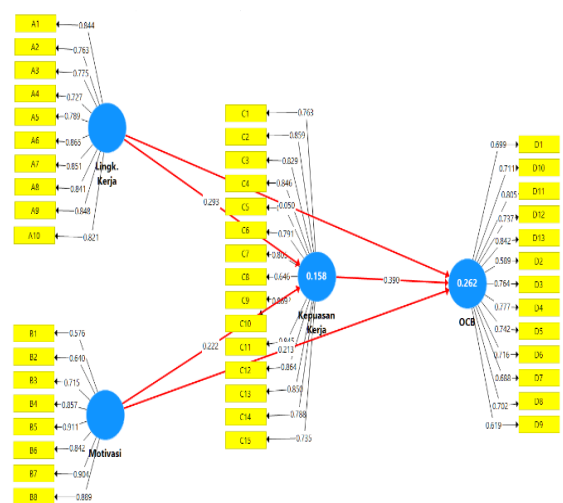 A1
0.844
A2
0.763
A3
0.775
A4
0.727
A5
0.789
A6
0.865
A7
0.851
A8
0.841
A9
0.848
A10
0.821
Lingk.
Kerja
0.293
B1
0.576
B2
0.640
B3
0.715
B4
0.857
B5
0.911
B6
0.842
B7
0.904
B8
0.889
Motivasi
0.222
C1
0.763
C2
0.859
C3
0.829
C4
0.846
C5
0.050
C6
0.791
C7
C8
0.646
C9
C10
C11
0.213
C12
0.864
C13
0.850
C14
0.788
C15
0.735
0.158
Kepuasan
Kerja
0.390
0.262
OCB
0.699
D1
0.711
D10
0.805
D11
0.737
D12
0.842
D13
0.589
D2
0.764
D3
0.777
D4
0.742
D5
0.716
D6
0.688
D7
0.702
D8
0.619
D9